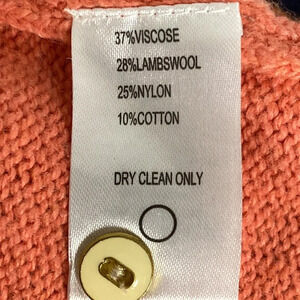 37%VISCOSE
28%LAMBSWOOL
25%NYLON
10%COTTON
DRY CLEAN ONLY